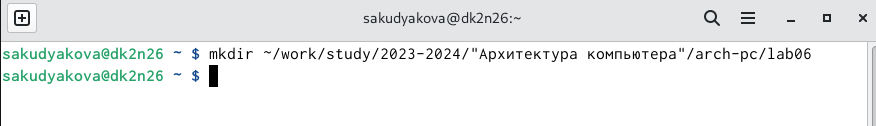 sakudyakova@dk2n26:~
sakudyakova@dk2n26 ~ $ mkdir ~/work/study/2023-2024/"Архитектура компьютера"/arch-pc/lab06
sakudyakova@dk2n26 ~ $